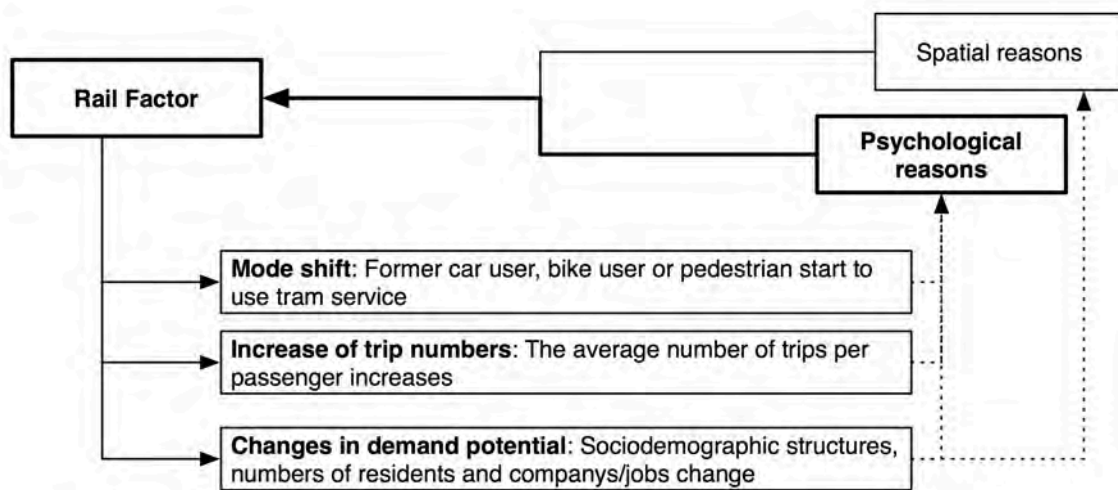 Spatial reasons
Rail Factor
Psychological
reasons
Mode shift: Former car user, bike user or pedestrian start to
use tram service
Increase of trip numbers: The average number of trips per
passenger increases
Changes in demand potential: Sociodemographic structures,
numbers of residents and companys/jobs change